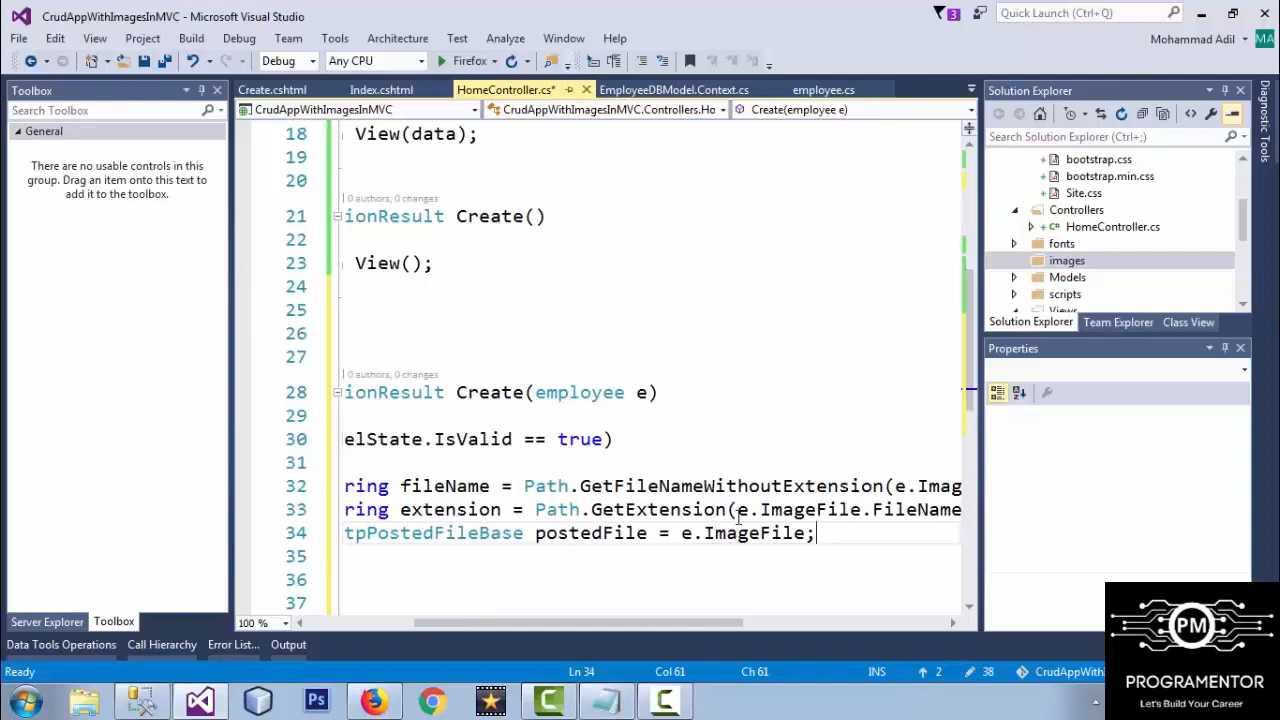 CrudAppWithImagesInMVC - Microsoft Visual Studio
3
Quick Launch (Ctrl+Q)
File Edit View Project Build Debug Team Tools Architecture Test Analyze Window Help
Mohammad Adil MA
Debug Any CPU Firefox
Toolbox
Search Toolbox
General
There are no usable controls in this
group. Drag an item onto this text to
add it to the toolbox.
Server Explorer Toolbox
Create.cshtml Index.cshtml HomeController.cs* EmployeeDBModel.Context.cs employee.cs
CrudAppWithImagesInMVC CrudAppWithImagesInMVC.Controllers.Ho Create(employee e)
18 View(data);
19
20
0 authors, 0 changes
21 ionResult Create()
22
23 View();
24
25
26
27
0 authors, 0 changes
28 ionResult Create(employee e)
29
30 elState.IsValid == true)
31
32 ring fileName = Path.GetFileNameWithoutExtension(e.Imag
33 ring extension = Path.GetExtension(e.ImageFile.FileName
34 tpPostedFileBase postedFile = e.ImageFile;
35
36
37
100 %
Solution Explorer
Search Solution Explorer (Ctrl+;)
bootstrap.css
bootstrap.min.css
Site.css
Controllers
HomeController.cs
fonts
images
Models
scripts
Views
Solution Explorer Team Explorer Class View
Properties
Diagnostic Tools
Data Tools Operations Call Hierarchy Error List... Output
Ready Ln 34 Col 61 Ch 61 INS 2 38 CrudAppWithI
Ps
PM
PROGRAMENTOR
Let's Build Your Career